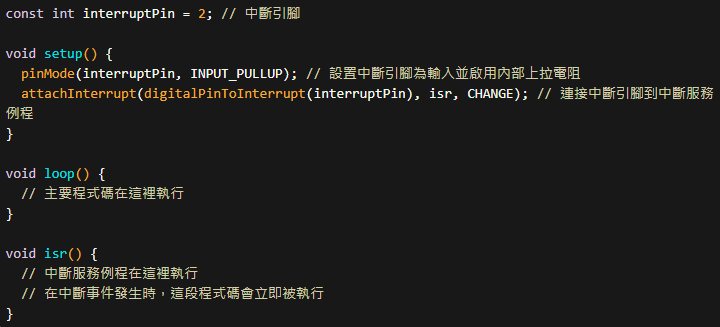 const int interruptPin = 2; // 中斷引腳
void setup() {
pinMode(interruptPin, INPUT_PULLUP); // 設置中斷引腳為輸入並啟用內部上拉電阻
attachInterrupt(digitalPinToInterrupt(interruptPin), isr, CHANGE); // 連接中斷引腳到中斷服務
例程
}
void loop() {
// 主要程式碼在這裡執行
}
void isr() {
// 中斷服務例程在這裡執行
// 在中斷事件發生時，這段程式碼會立即被執行
}